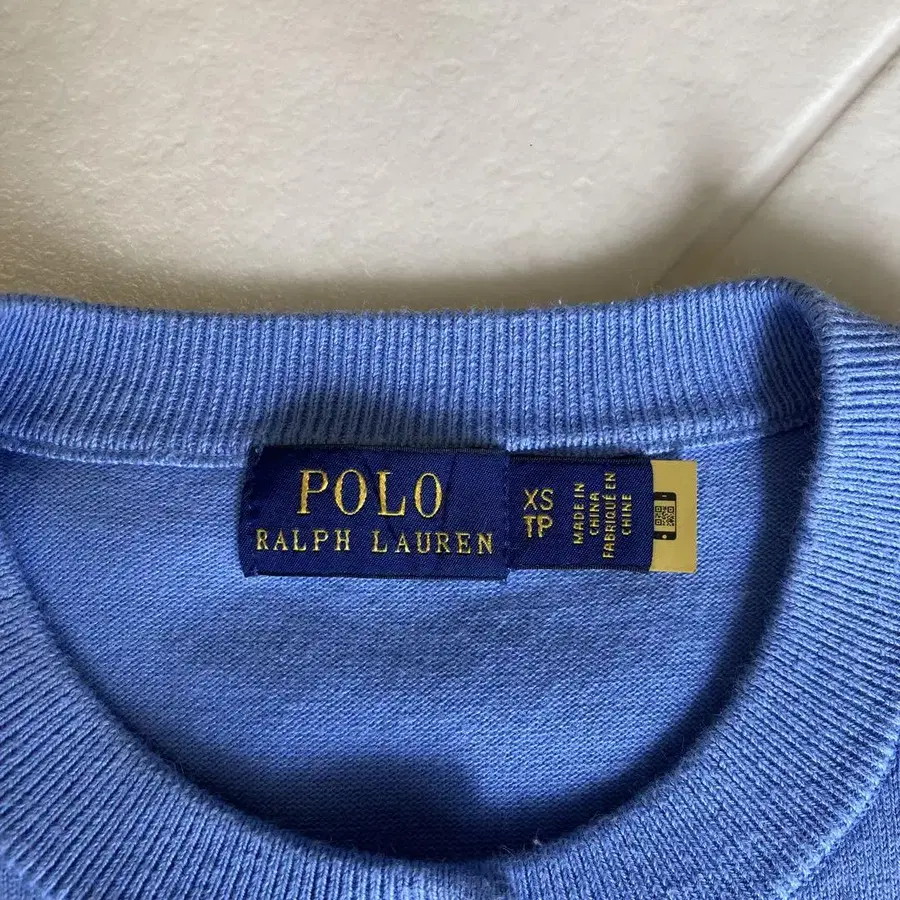 POLO
RALPH LAUREN
XS
TP
MADE IN
CHINA
FABRIQUÉ EN
CHINE